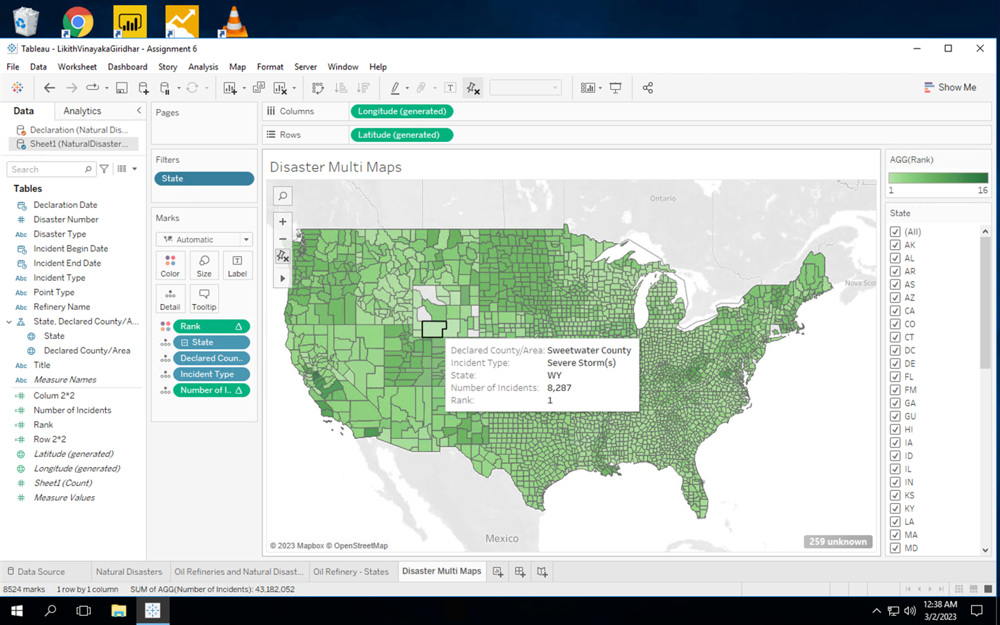 Tableau - LikithVinayakaGiridhar - Assignment 6
File Data Worksheet Dashboard Story Analysis Map Format Server Window Help
Show Me
Data Analytics
Declaration (Natural Dis...
Sheet1 (NaturalDisaster...
Search
Tables
Declaration Date
Disaster Number
Abc Disaster Type
Incident Begin Date
Incident End Date
Abc Incident Type
Abc Point Type
Abc Refinery Name
State, Declared County/A...
State
Declared County/Area
Abc Title
Abc Measure Names
Colum 2*2
Number of Incidents
Rank
Row 2*2
Latitude (generated)
Longitude (generated)
Sheet1 (Count)
Measure Values
Pages
Filters
State
Marks
Automatic
Color Size Label
Detail Tooltip
Rank
State
Declared Coun..
Incident Type
Number of I..
Columns Longitude (generated)
Rows Latitude (generated)
Disaster Multi Maps
Ontario
Nova Sco
Declared County/Area: Sweetwater County
Incident Type: Severe Storm(s)
State: WY
Number of Incidents: 8,287
Rank: 1
Mexico
© 2023 Mapbox © OpenStreetMap
259 unknown
AGG(Rank)
1 16
State
(All)
AK
AL
AR
AS
AZ
CA
CO
CT
DC
DE
FL
FM
GA
GU
HI
IA
ID
IL
IN
KS
KY
LA
MA
MD
Data Source Natural Disasters Oil Refineries and Natural Disast... Oil Refinery - States Disaster Multi Maps
8524 marks 1 row by 1 column SUM of AGG(Number of Incidents): 43,182,052
12:38 AM
3/2/2023